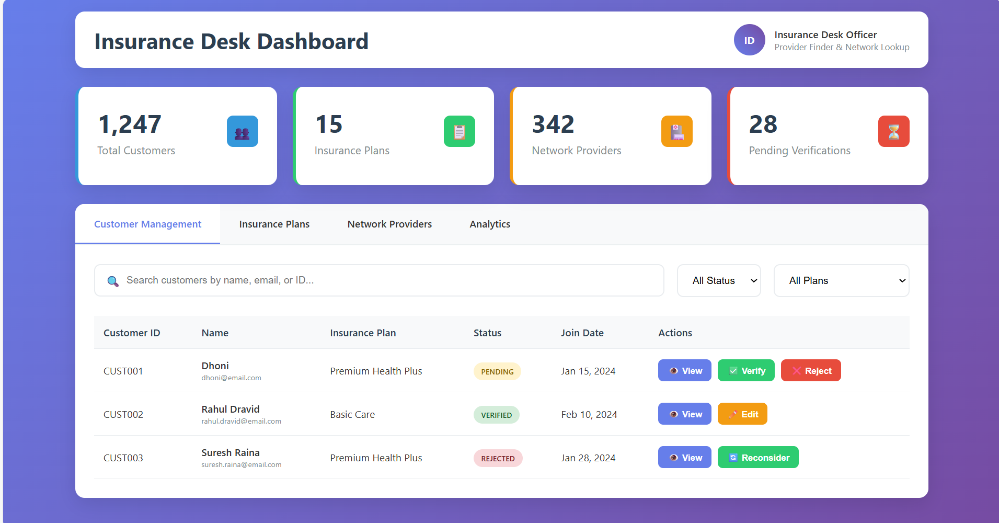 Insurance Desk Dashboard
ID
Insurance Desk Officer
Provider Finder & Network Lookup
1,247
Total Customers
15
Insurance Plans
342
Network Providers
28
Pending Verifications
Customer Management Insurance Plans Network Providers Analytics
Search customers by name, email, or ID...
All Status
All Plans
Customer ID Name Insurance Plan Status Join Date Actions
CUST001 Dhoni Premium Health Plus PENDING Jan 15, 2024 View Verify Reject
dhoni@email.com
CUST002 Rahul Dravid Basic Care VERIFIED Feb 10, 2024 View Edit
rahul.dravid@email.com
CUST003 Suresh Raina Premium Health Plus REJECTED Jan 28, 2024 View Reconsider
suresh.raina@email.com